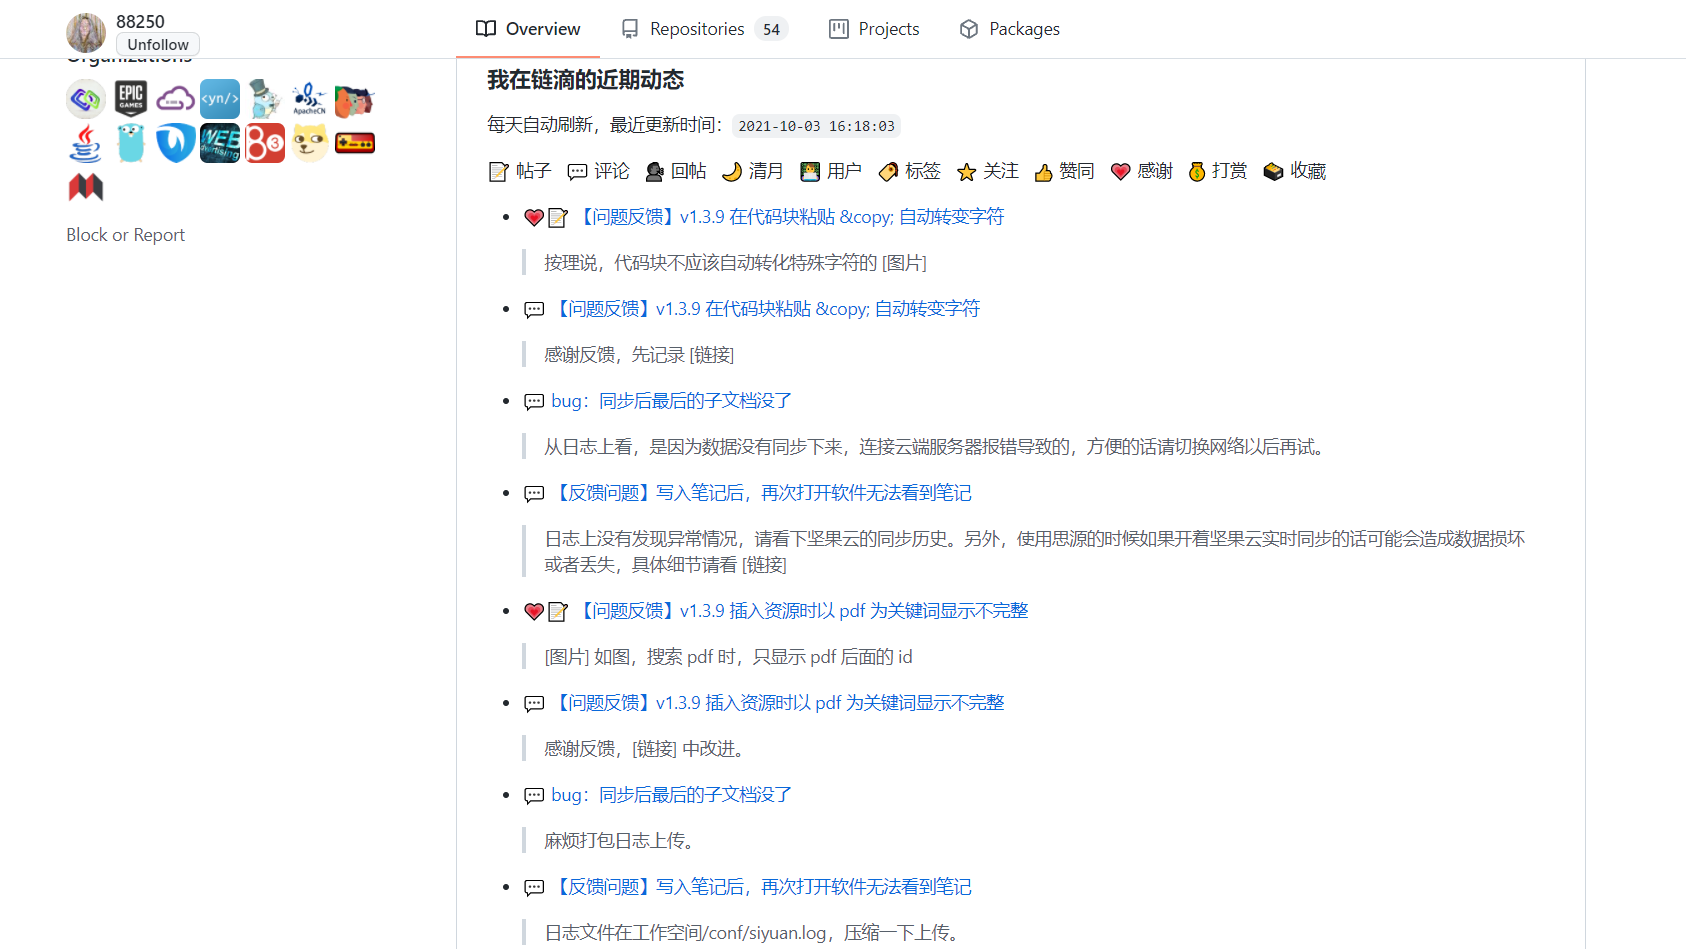 88250
Unfollow
Overview
Repositories 54
Projects
Packages
Organizations
EPIC GAMES
<yn/>
ApacheCN
Block or Report
我在链滴的近期动态
每天自动刷新，最近更新时间： 2021-10-03 16:18:03
帖子 评论 回帖 清月 用户 标签 关注 赞同 感谢 打赏 收藏
【问题反馈】v1.3.9 在代码块粘贴 &copy; 自动转变字符
按理说，代码块不应该自动转化特殊字符的 [图片]
【问题反馈】v1.3.9 在代码块粘贴 &copy; 自动转变字符
感谢反馈，先记录 [链接]
bug：同步后最后的子文档没了
从日志上看，是因为数据没有同步下来，连接云端服务器报错导致的，方便的话请切换网络以后再试。
【反馈问题】写入笔记后，再次打开软件无法看到笔记
日志上没有发现异常情况，请看下坚果云的同步历史。另外，使用思源的时候如果开着坚果云实时同步的话可能会造成数据损坏
或者丢失，具体细节请看 [链接]
【问题反馈】v1.3.9 插入资源时以 pdf 为关键词显示不完整
[图片] 如图，搜索 pdf 时，只显示 pdf 后面的 id
【问题反馈】v1.3.9 插入资源时以 pdf 为关键词显示不完整
感谢反馈，[链接] 中改进。
bug：同步后最后的子文档没了
麻烦打包日志上传。
【反馈问题】写入笔记后，再次打开软件无法看到笔记
日志文件在工作空间/conf/siyuan.log，压缩一下上传。